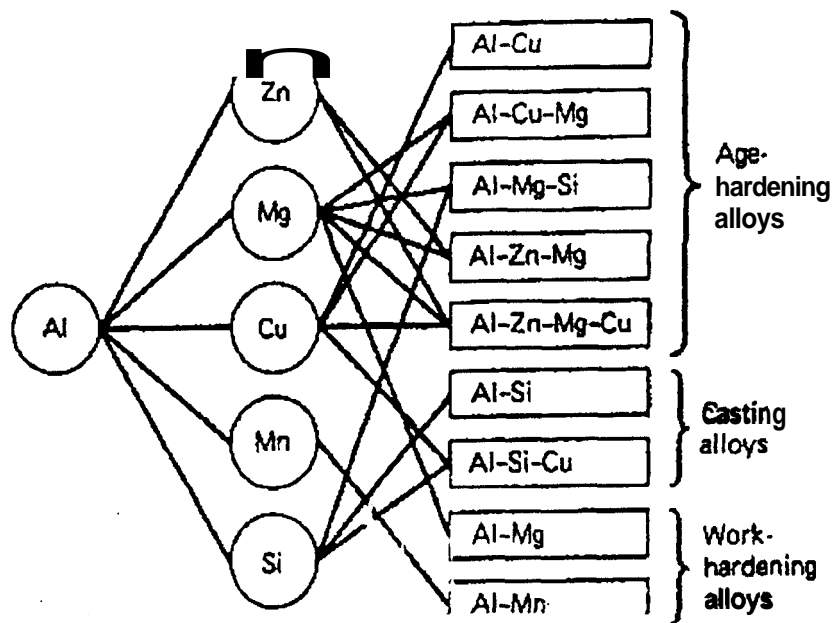 Al
Zn
Mg
Cu
Mn
Si
Al-Cu
Al-Cu-Mg
Al-Mg-Si
Al-Zn-Mg
Al-Zn-Mg-Cu
Al-Si
Al-Si-Cu
Al-Mg
Al-Mn
Age-
hardening
alloys
Casting
alloys
Work-
hardening
alloys